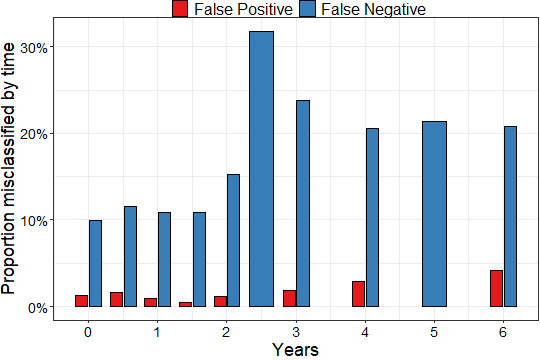 False Positive False Negative
Proportion misclassified by time
30%
20%
10%
0%
0 1 2 3 4 5 6
Years